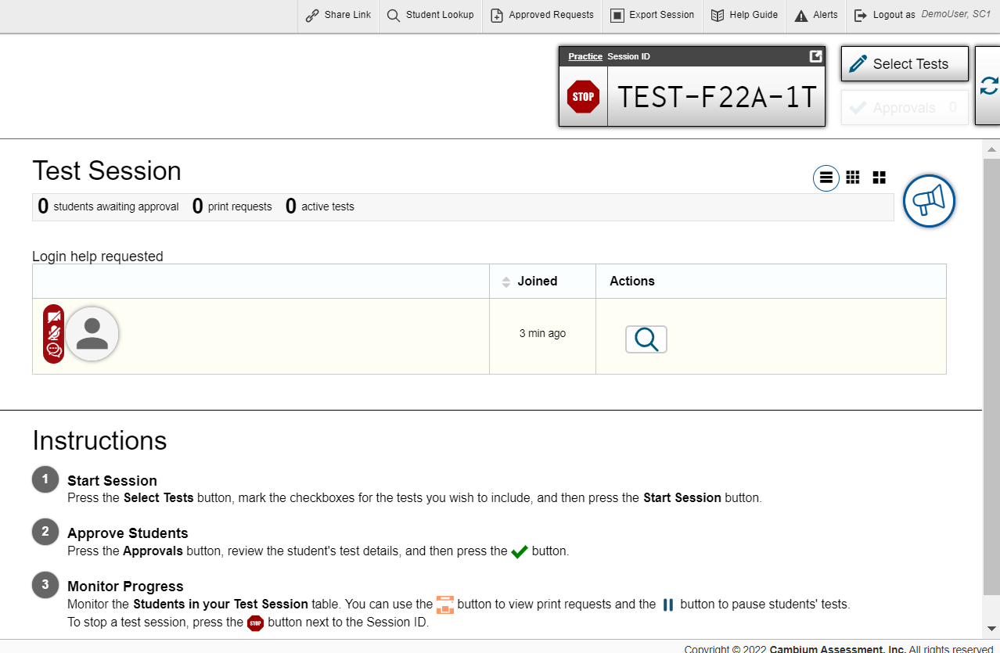 Share Link
Student Lookup
Approved Requests
Export Session
Help Guide
Alerts
Logout as DemoUser, SC1
Practice Session ID
STOP
TEST-F22A-1T
Select Tests
Approvals 0
Test Session
0 students awaiting approval 0 print requests 0 active tests
Login help requested
Joined Actions
3 min ago
Instructions
1 Start Session
Press the Select Tests button, mark the checkboxes for the tests you wish to include, and then press the Start Session button.
2 Approve Students
Press the Approvals button, review the student's test details, and then press the button.
3 Monitor Progress
Monitor the Students in your Test Session table. You can use the button to view print requests and the button to pause students' tests.
To stop a test session, press the STOP button next to the Session ID.
Copyright © 2022 Cambium Assessment, Inc. All rights reserved.